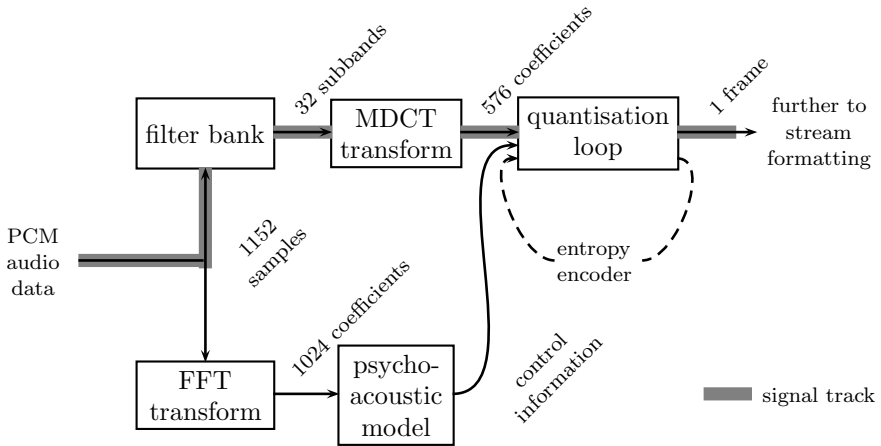 32 subbands
576 coefficients
1 frame
filter bank
MDCT
transform
quantisation
loop
further to
stream
formatting
PCM
audio
data
1152
samples
entropy
encoder
1024 coefficients
FFT
transform
psycho-
acoustic
model
control
information
signal track